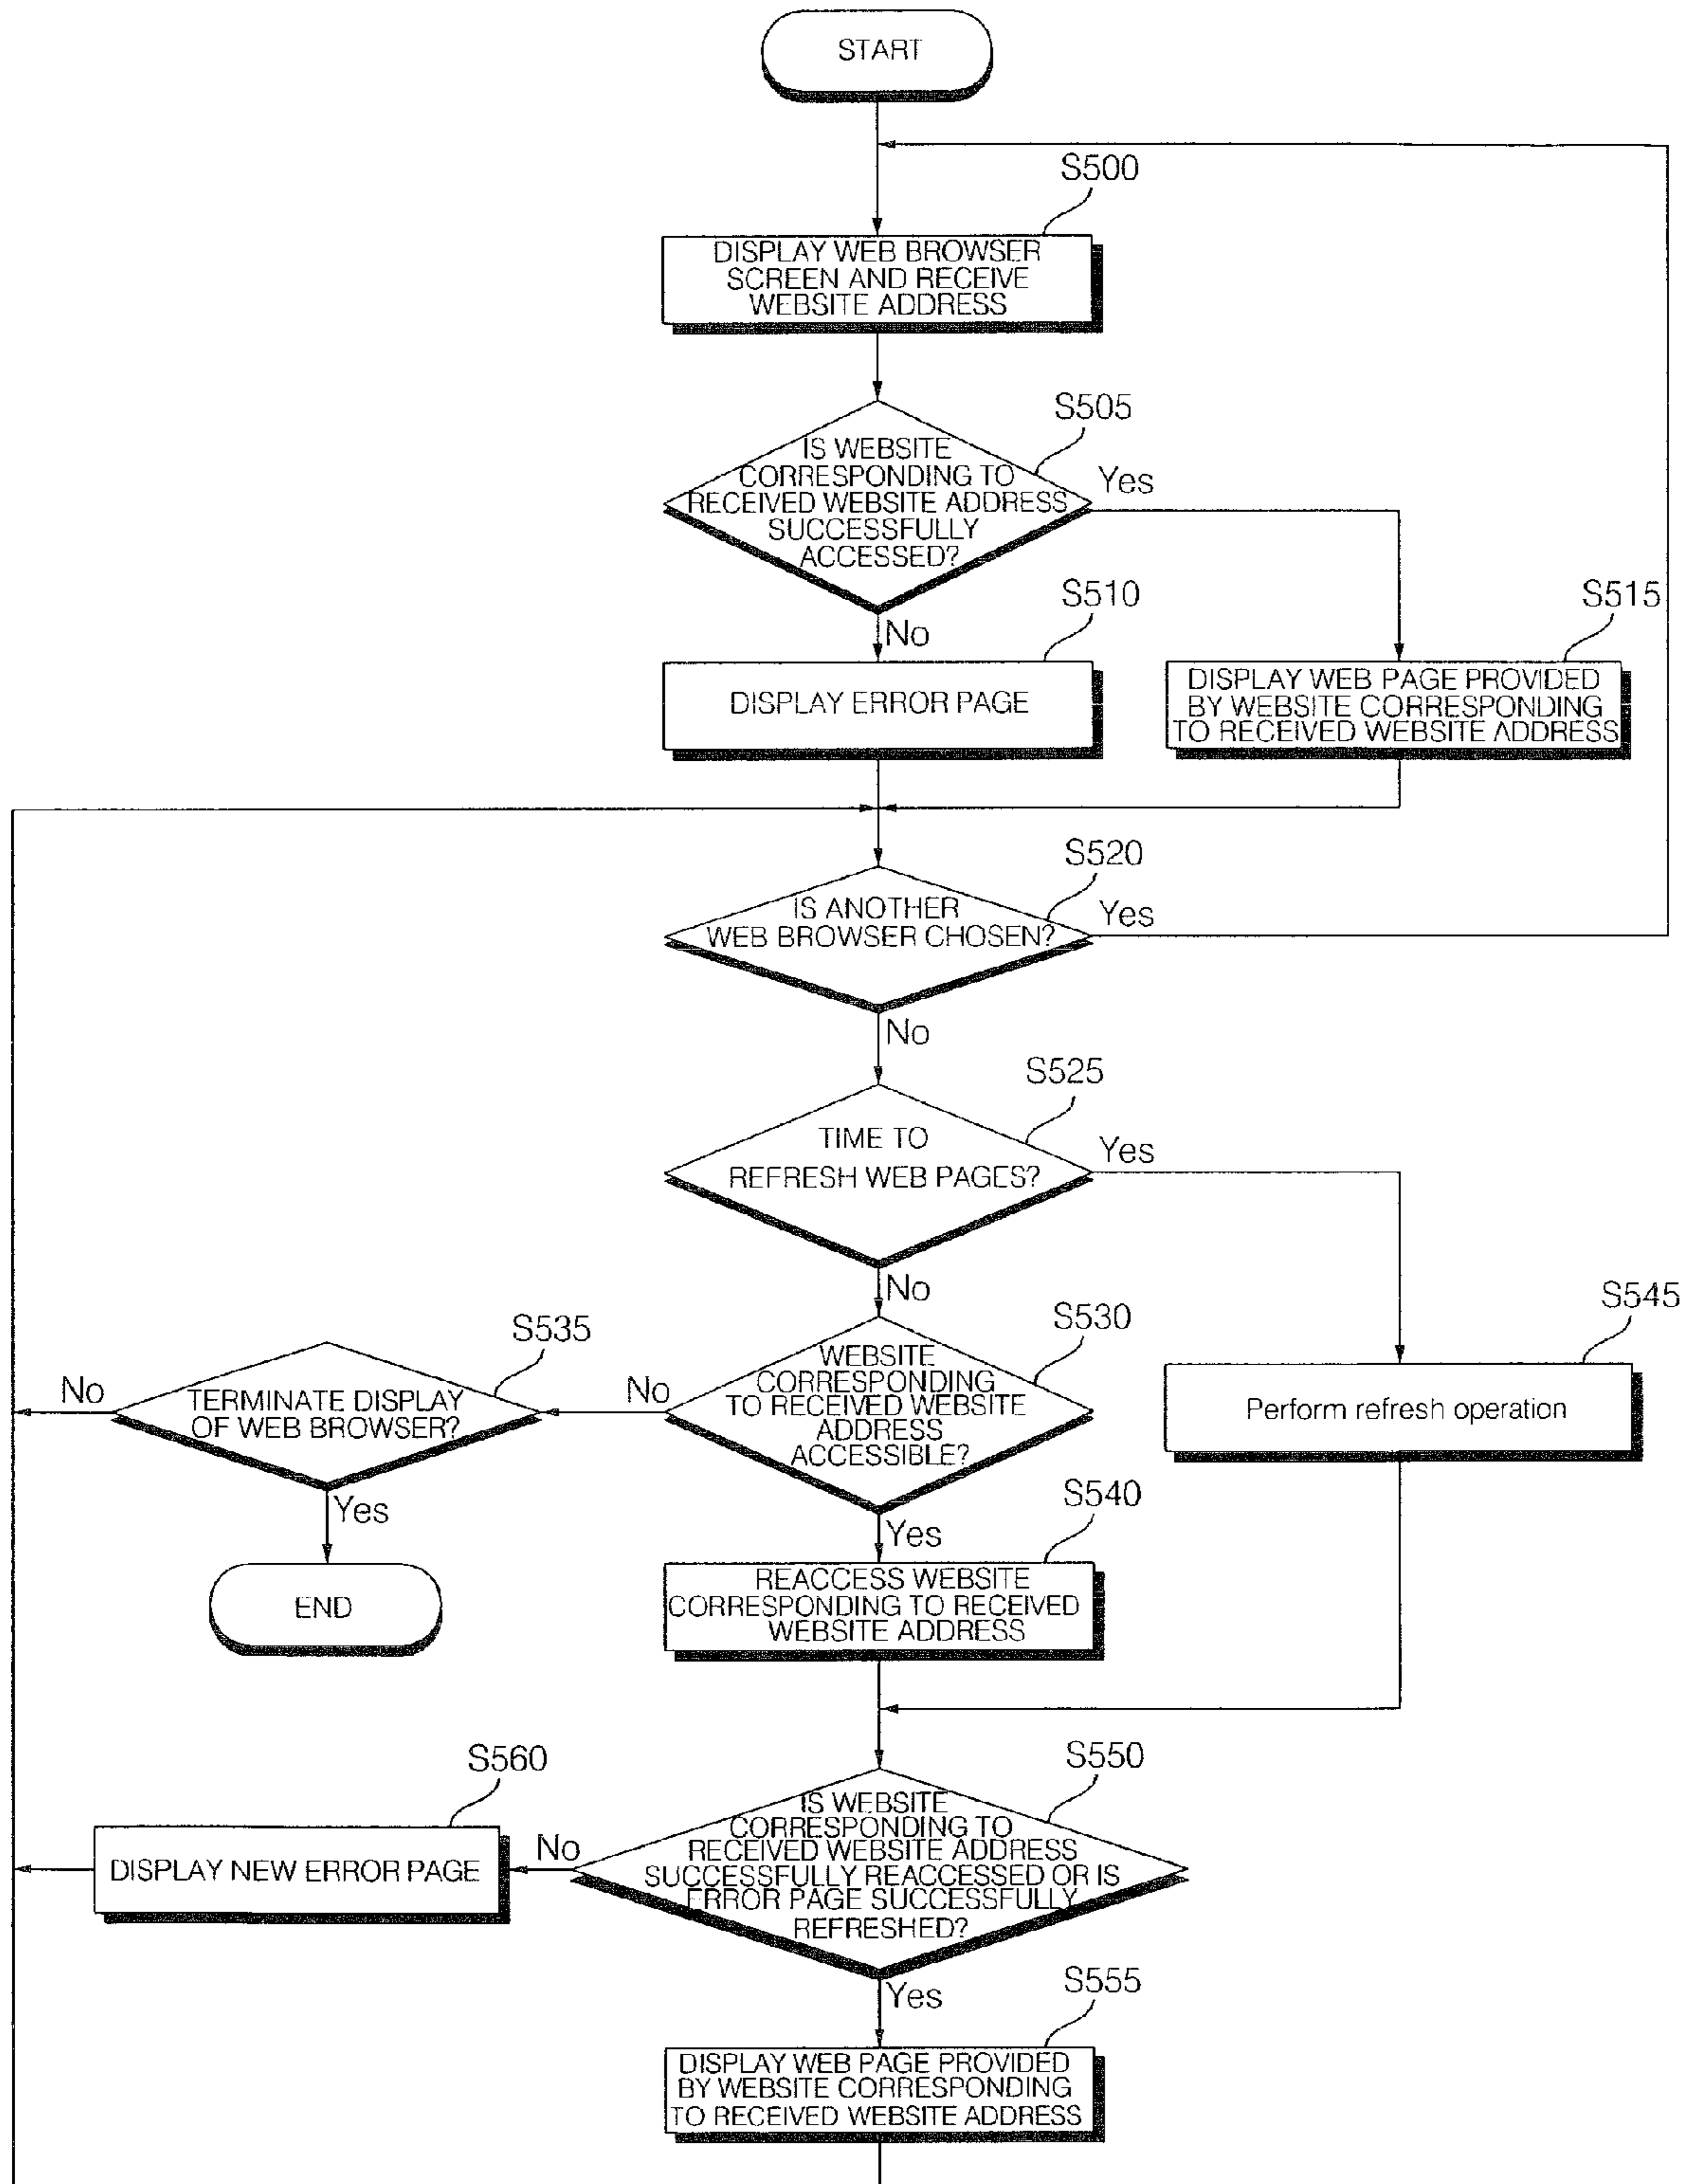 START
S500
DISPLAY WEB BROWSER
SCREEN AND RECEIVE
WEBSITE ADDRESS
S505
IS WEBSITE
CORRESPONDING TO
RECEIVED WEBSITE ADDRESS
SUCCESSFULLY
ACCESSED?
Yes
No
S510
DISPLAY ERROR PAGE
S515
DISPLAY WEB PAGE PROVIDED
BY WEBSITE CORRESPONDING
TO RECEIVED WEBSITE ADDRESS
S520
IS ANOTHER
WEB BROWSER CHOSEN?
Yes
No
S525
TIME TO
REFRESH WEB PAGES?
Yes
No
S530
WEBSITE
CORRESPONDING
TO RECEIVED WEBSITE
ADDRESS
ACCESSIBLE?
No
Yes
S535
TERMINATE DISPLAY
OF WEB BROWSER?
No
Yes
END
S545
Perform refresh operation
S540
REACCESS WEBSITE
CORRESPONDING TO RECEIVED
WEBSITE ADDRESS
S550
IS WEBSITE
CORRESPONDING TO
RECEIVED WEBSITE ADDRESS
SUCCESSFULLY REACCESSED OR IS
ERROR PAGE SUCCESSFULLY
REFRESHED?
No
Yes
S560
DISPLAY NEW ERROR PAGE
S555
DISPLAY WEB PAGE PROVIDED
BY WEBSITE CORRESPONDING
TO RECEIVED WEBSITE ADDRESS